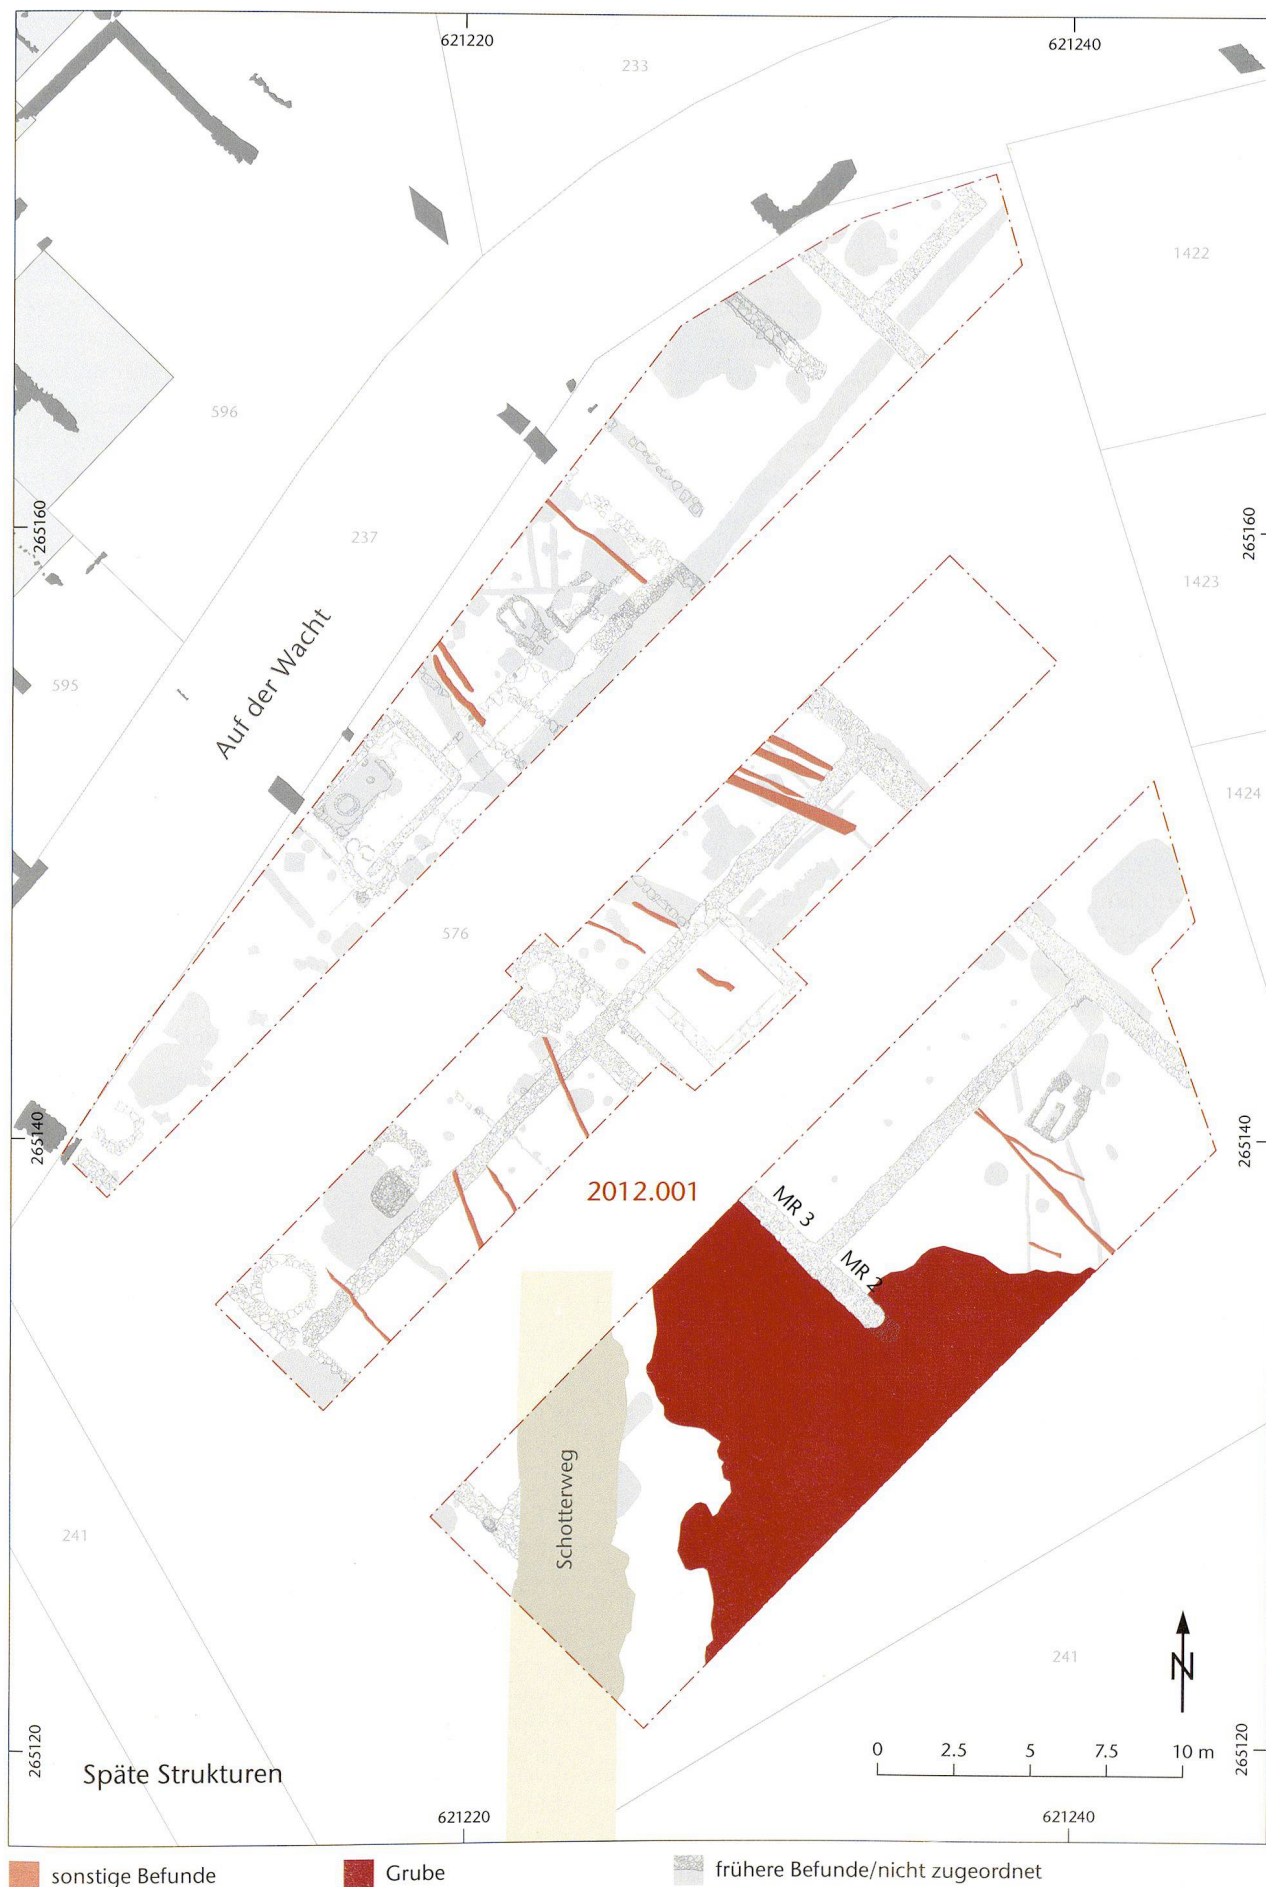 621220
621240
233
1422
596
265160
265160
237
1423
Auf der Wacht
595
1424
576
265140
265140
2012.001
MR 3
MR 2
Schotterweg
241
241
N
265120
265120
0 2.5 5 7.5 10 m
Späte Strukturen
621220
621240
sonstige Befunde
Grube
frühere Befunde/nicht zugeordnet